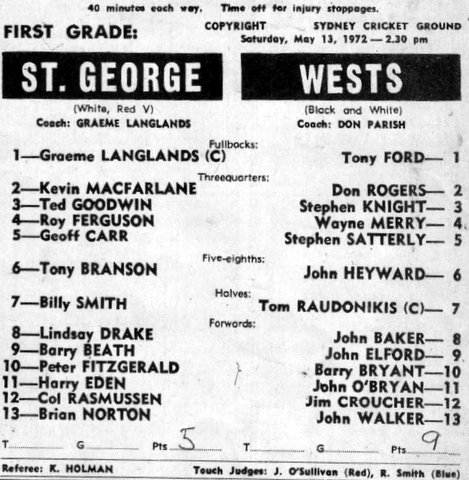 40 minutes each way. Time off for injury stoppages.
FIRST GRADE: COPYRIGHT SYDNEY CRICKET GROUND
Saturday, May 13, 1972 — 2.30 pm
ST. GEORGE WESTS
(White, Red V) (Black and White)
Coach: GRAEME LANGLANDS Coach: DON PARISH
Fullbacks:
1—Graeme LANGLANDS (C) Tony FORD— 1
Threequarters:
2—Kevin MACFARLANE Don ROGERS— 2
3—Ted GOODWIN Stephen KNIGHT— 3
4—Roy FERGUSON Wayne MERRY— 4
5—Geoff CARR Stephen SATTERLY— 5
Five-eighths:
6—Tony BRANSON John HEYWARD— 6
Halves:
7—Billy SMITH Tom RAUDONIKIS (C)— 7
Forwards:
8—Lindsay DRAKE John BAKER— 8
9—Barry BEATH John ELFORD— 9
10—Peter FITZGERALD Barry BRYANT—10
11—Harry EDEN John O'BRYAN—11
12—Col RASMUSSEN Jim CROUCHER—12
13—Brian NORTON John WALKER—13
T........ G........ Pts 5 T........ G........ Pts. 9
Referee: K. HOLMAN Touch Judges: J. O'Sullivan (Red), R. Smith (Blue)